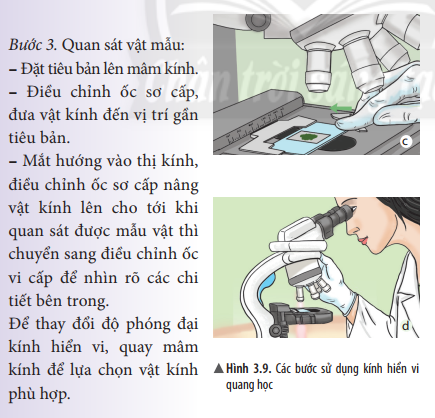 Bước 3. Quan sát vật mẫu:
– Đặt tiêu bản lên mâm kính.
– Điều chỉnh ốc sơ cấp,
đưa vật kính đến vị trí gần
tiêu bản.
– Mắt hướng vào thị kính,
điều chỉnh ốc sơ cấp nâng
vật kính lên cho tới khi
quan sát được mẫu vật thì
chuyển sang điều chỉnh ốc
vi cấp để nhìn rõ các chi
tiết bên trong.
Để thay đổi độ phóng đại
kính hiển vi, quay mâm
kính để lựa chọn vật kính
phù hợp.
c
d
▲ Hình 3.9. Các bước sử dụng kính hiển vi
quang học
Chân trời sáng tạo